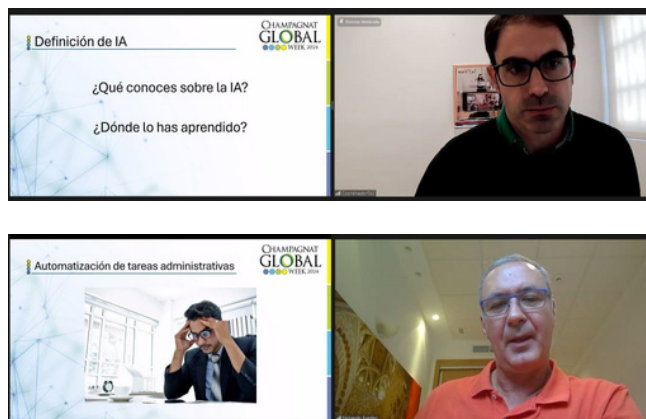 Definición de IA
CHAMPAGNAT
GLOBAL
WEEK 2024
¿Qué conoces sobre la IA?
¿Dónde lo has aprendido?
Automatización de tareas administrativas
CHAMPAGNAT
GLOBAL
WEEK 2024